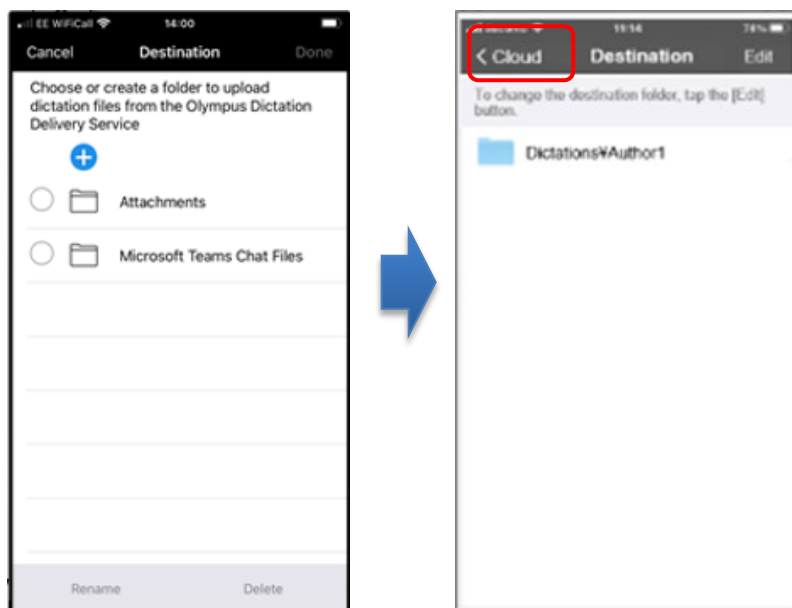 EE WiFiCall 14:00
Cancel Destination Done
Choose or create a folder to upload
dictation files from the Olympus Dictation
Delivery Service
Attachments
Microsoft Teams Chat Files
Rename Delete
11:14 74%
< Cloud Destination Edit
To change the destination folder, tap the [Edit]
button.
Dictations¥Author1